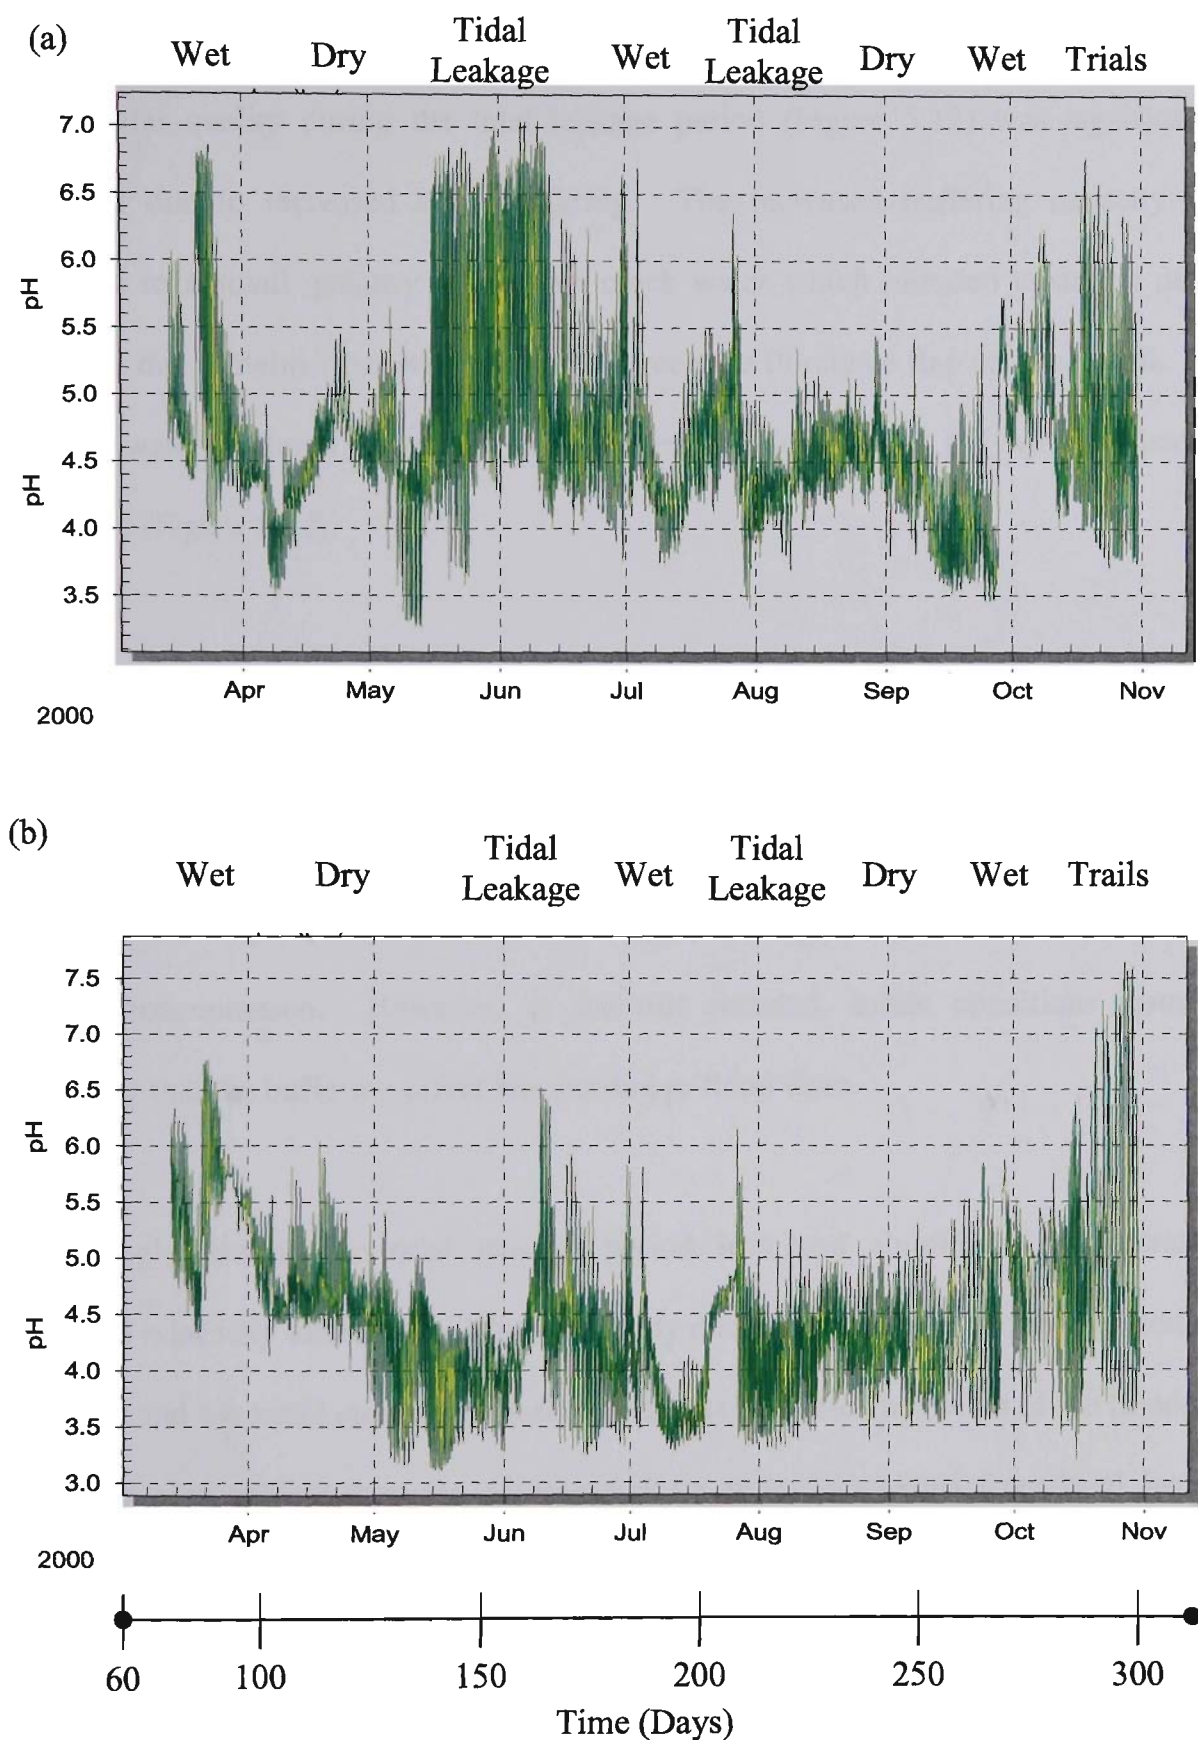 (a)
Wet Dry Tidal Leakage Wet Tidal Leakage Dry Wet Trials
7.0
6.5
6.0
5.5
5.0
4.5
4.0
3.5
pH
pH
Apr May Jun Jul Aug Sep Oct Nov
2000
(b)
Wet Dry Tidal Leakage Wet Tidal Leakage Dry Wet Trails
7.5
7.0
6.5
6.0
5.5
5.0
4.5
4.0
3.5
3.0
pH
pH
Apr May Jun Jul Aug Sep Oct Nov
2000
60 100 150 200 250 300
Time (Days)